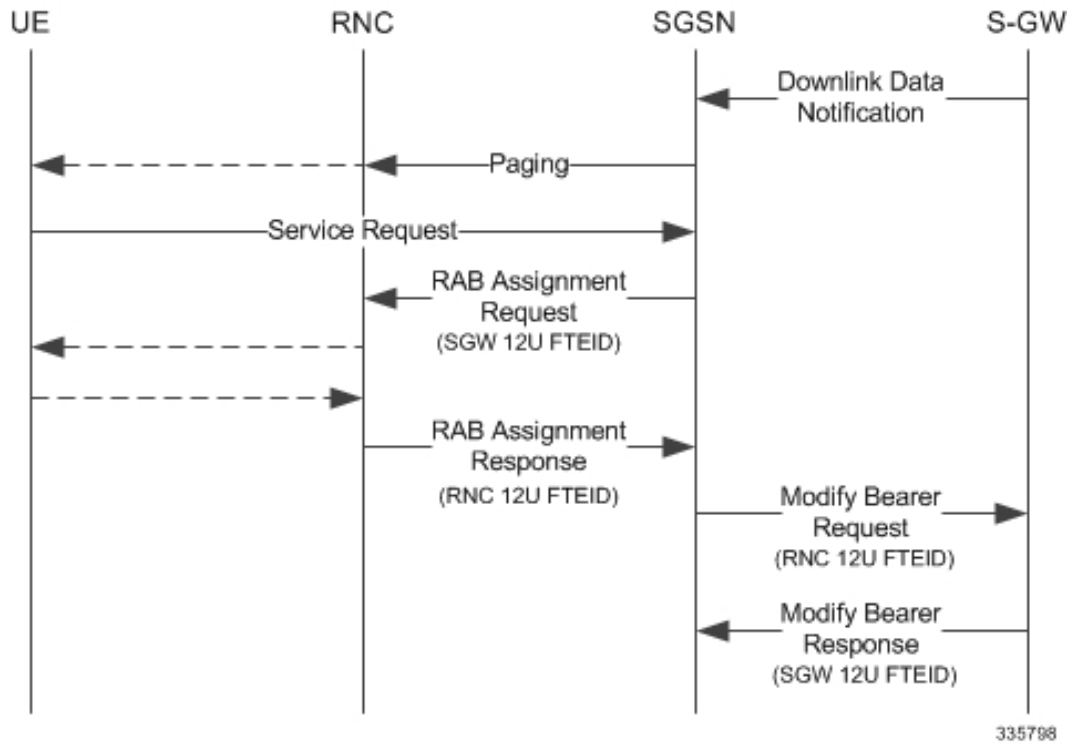 UE RNC SGSN S-GW
Downlink Data
Notification
Paging
Service Request
RAB Assignment
Request
(SGW 12U FTEID)
RAB Assignment
Response
(RNC 12U FTEID)
Modify Bearer
Request
(RNC 12U FTEID)
Modify Bearer
Response
(SGW 12U FTEID)
335798